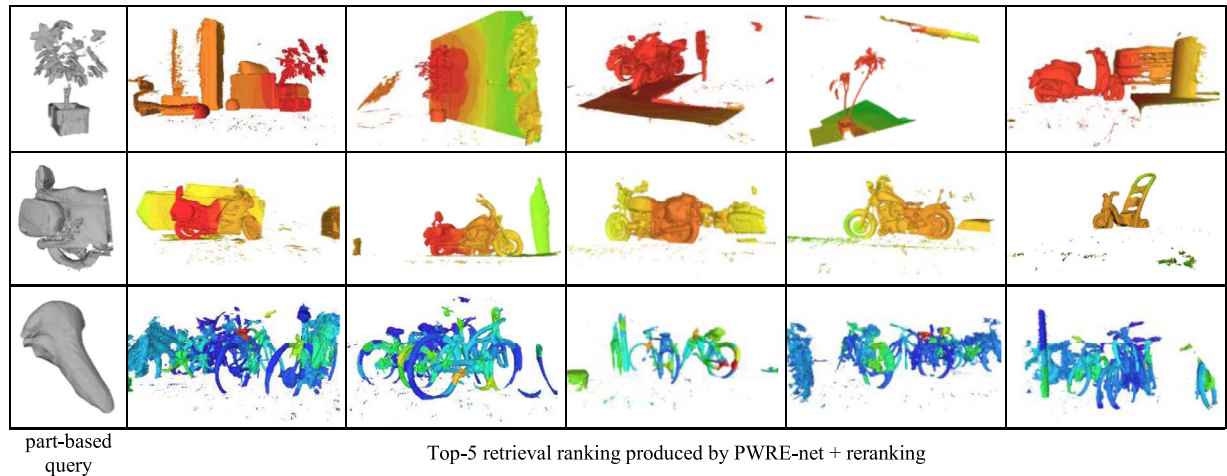 part-based
query
Top-5 retrieval ranking produced by PWRE-net + reranking